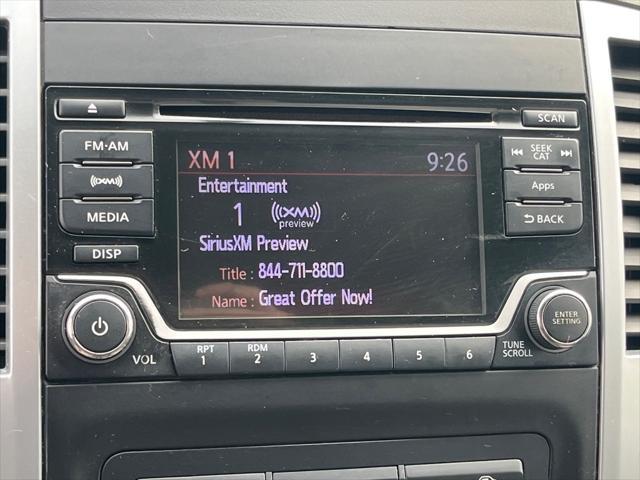 SCAN
FM·AM
XM 1
9:26
SEEK
CAT
((XM))
Entertainment
Apps
1
((XM))
preview
MEDIA
BACK
SiriusXM Preview
DISP
Title : 844-711-8800
Name : Great Offer Now!
ENTER
SETTING
VOL
RPT
1
RDM
2
3
4
5
6
TUNE
SCROLL